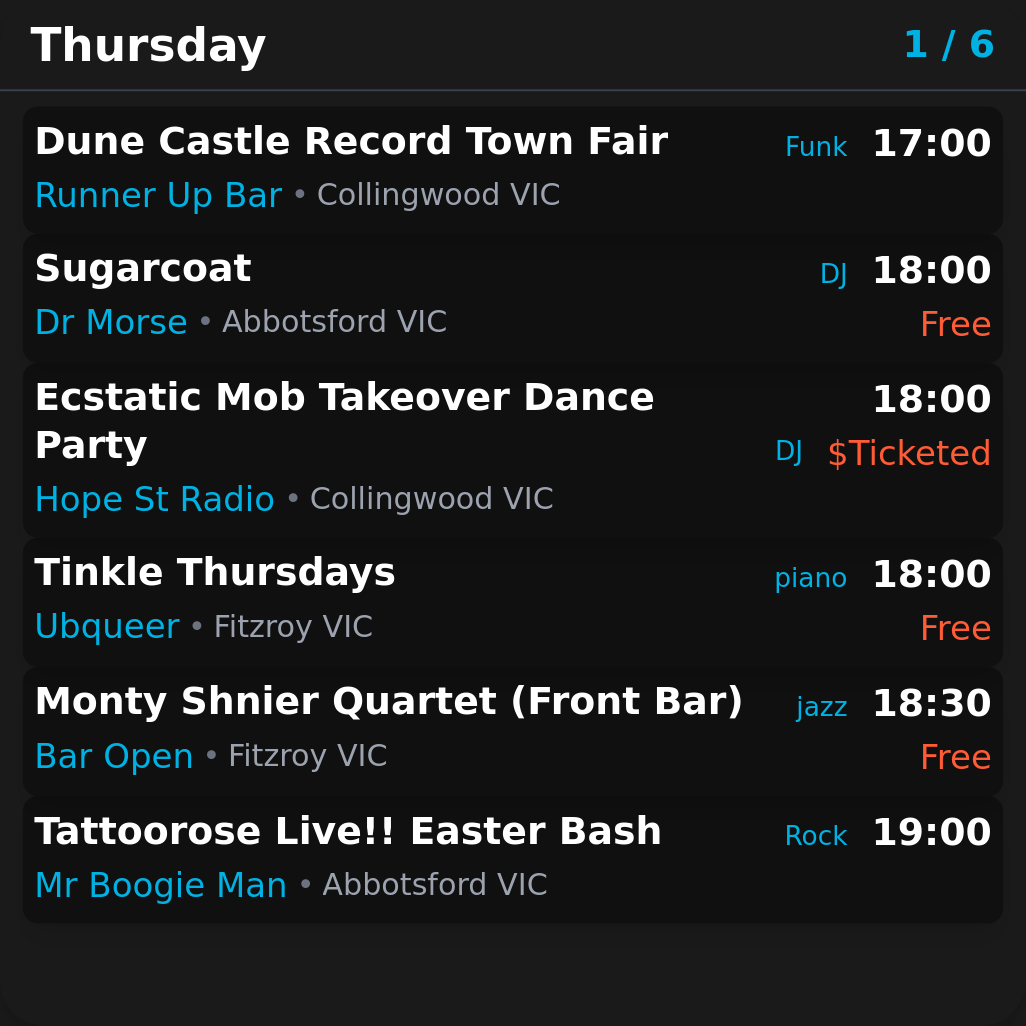 Thursday 1 / 6
Dune Castle Record Town Fair Funk 17:00
Runner Up Bar • Collingwood VIC
Sugarcoat DJ 18:00
Dr Morse • Abbotsford VIC Free
Ecstatic Mob Takeover Dance 18:00
Party DJ $Ticketed
Hope St Radio • Collingwood VIC
Tinkle Thursdays piano 18:00
Ubqueer • Fitzroy VIC Free
Monty Shnier Quartet (Front Bar) jazz 18:30
Bar Open • Fitzroy VIC Free
Tattoorose Live!! Easter Bash Rock 19:00
Mr Boogie Man • Abbotsford VIC